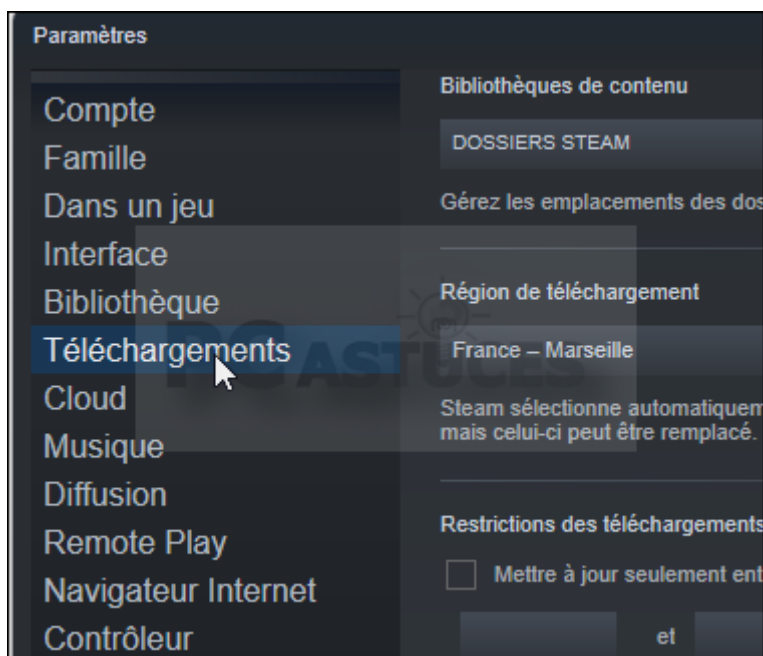 Paramètres
Compte
Famille
Dans un jeu
Interface
Bibliothèque
Téléchargements
Cloud
Musique
Diffusion
Remote Play
Navigateur Internet
Contrôleur
Bibliothèques de contenu
DOSSIERS STEAM
Gérez les emplacements des dos
Région de téléchargement
France – Marseille
Steam sélectionne automatiquem
mais celui-ci peut être remplacé.
Restrictions des téléchargements
Mettre à jour seulement ent
et
PC ASTUCES